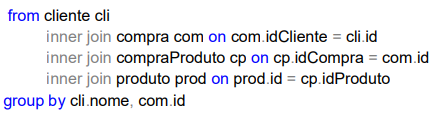 from cliente cli
inner join compra com on com.idCliente = cli.id
inner join compraProduto cp on cp.idCompra = com.id
inner join produto prod on prod.id = cp.idProduto
group by cli.nome, com.id